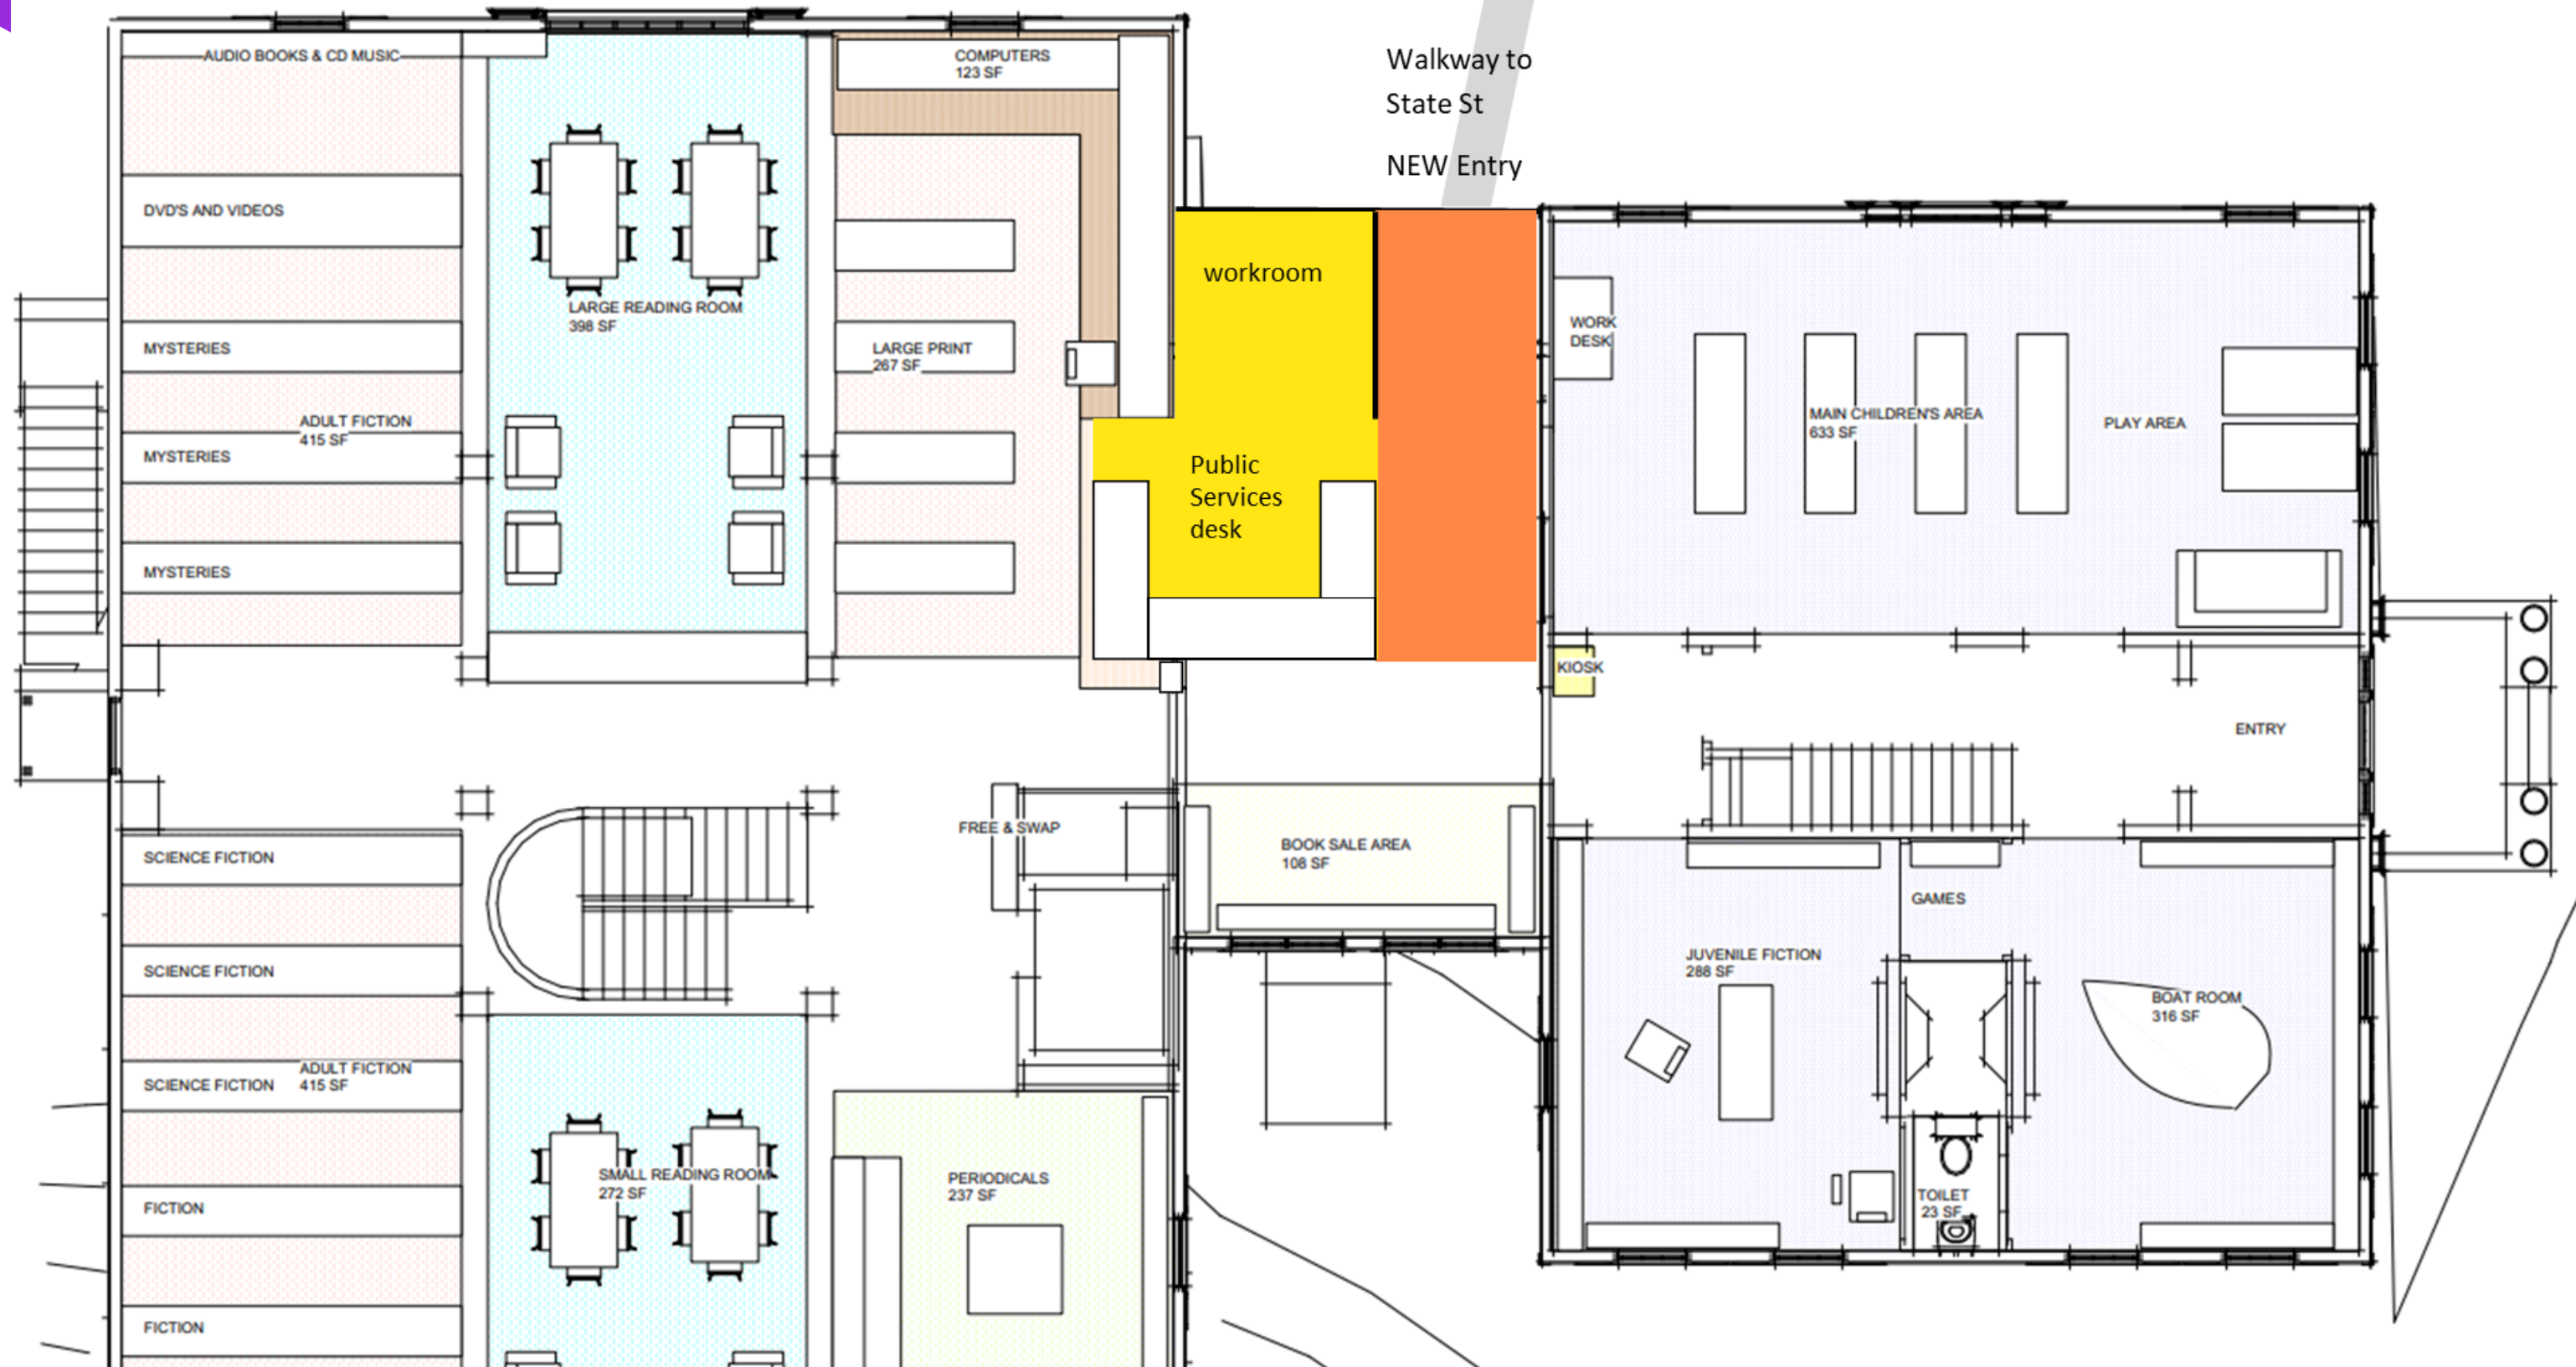 AUDIO BOOKS & CD MUSIC
COMPUTERS
123 SF
Walkway to
State St
NEW Entry
DVD'S AND VIDEOS
workroom
LARGE READING ROOM
398 SF
MYSTERIES
LARGE PRINT
267 SF
WORK
DESK
ADULT FICTION
415 SF
MAIN CHILDREN'S AREA
633 SF
PLAY AREA
MYSTERIES
Public
Services
desk
MYSTERIES
KIOSK
ENTRY
FREE & SWAP
BOOK SALE AREA
108 SF
SCIENCE FICTION
GAMES
SCIENCE FICTION
JUVENILE FICTION
288 SF
BOAT ROOM
316 SF
ADULT FICTION
415 SF
SCIENCE FICTION
SMALL READING ROOM
272 SF
PERIODICALS
237 SF
TOILET
23 SF
FICTION
FICTION